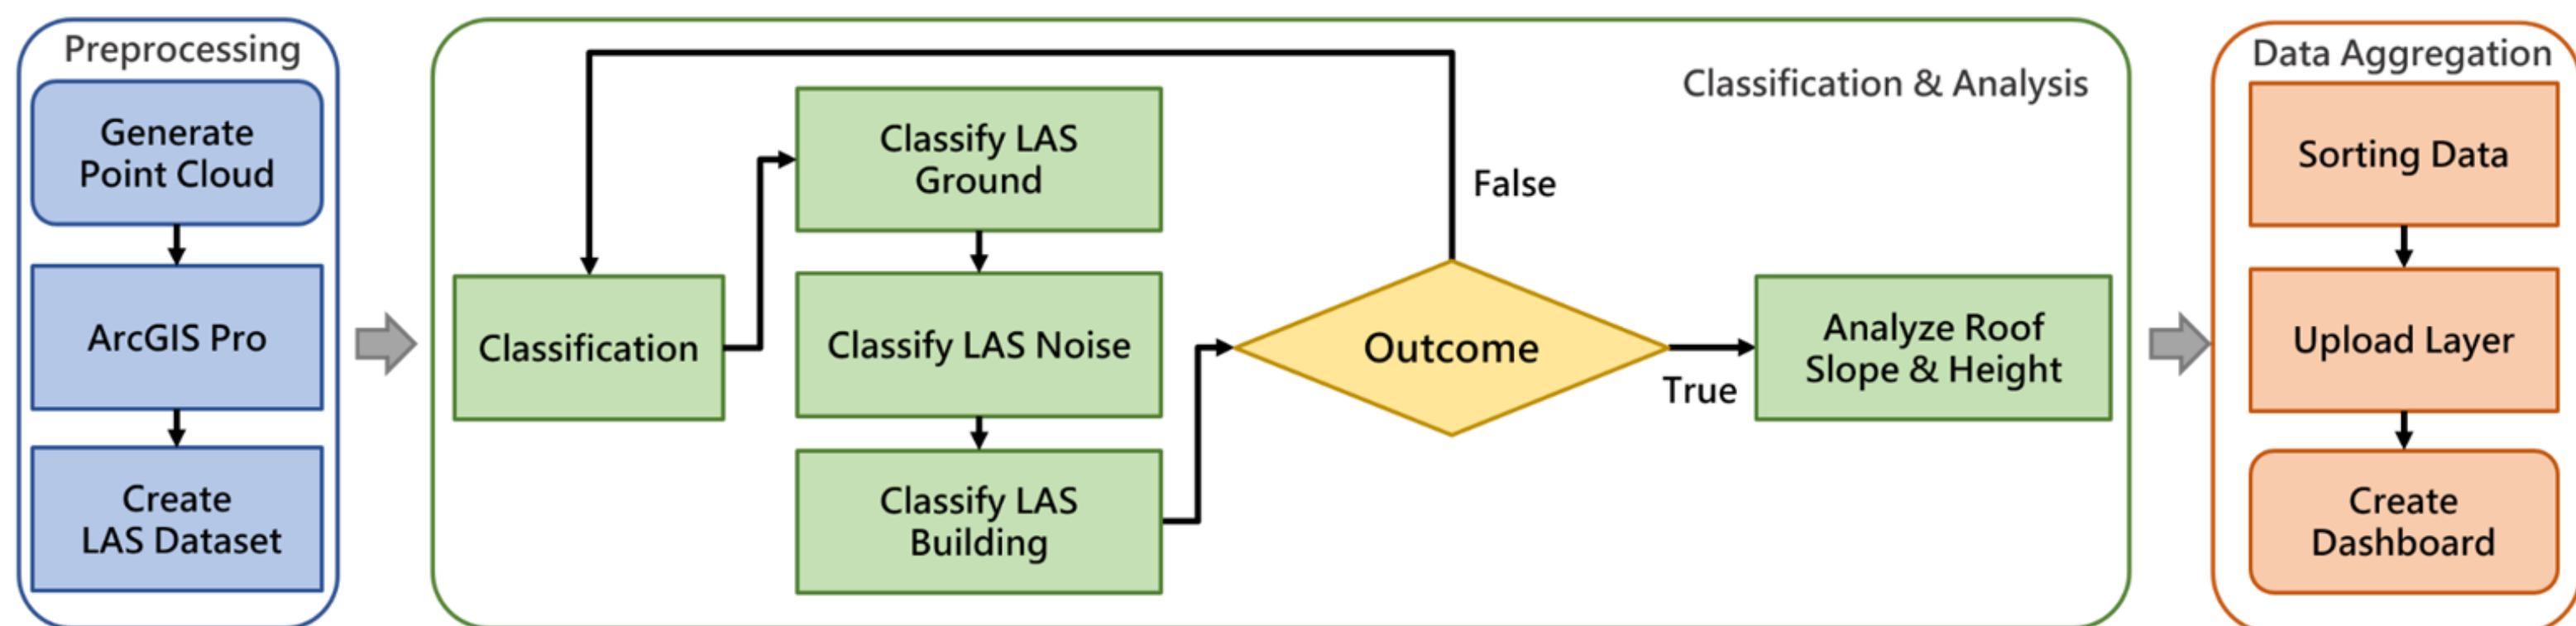 Preprocessing
Generate
Point Cloud
ArcGIS Pro
Create
LAS Dataset
Classification & Analysis
Classification
Classify LAS
Ground
Classify LAS Noise
Classify LAS
Building
Outcome
False
True
Analyze Roof
Slope & Height
Data Aggregation
Sorting Data
Upload Layer
Create
Dashboard